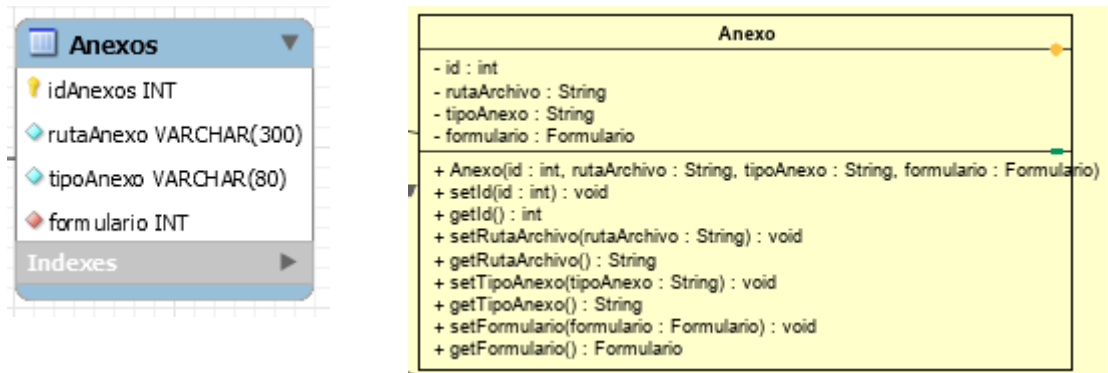 Anexos
idAnexos INT
rutaAnexo VARCHAR(300)
tipoAnexo VARCHAR(80)
formulario INT
Indexes
Anexo
- id : int
- rutaArchivo : String
- tipoAnexo : String
- formulario : Formulario
+ Anexo(id : int, rutaArchivo : String, tipoAnexo : String, formulario : Formulario)
+ setId(id : int) : void
+ getId() : int
+ setRutaArchivo(rutaArchivo : String) : void
+ getRutaArchivo() : String
+ setTipoAnexo(tipoAnexo : String) : void
+ getTipoAnexo() : String
+ setFormulario(formulario : Formulario) : void
+ getFormulario() : Formulario